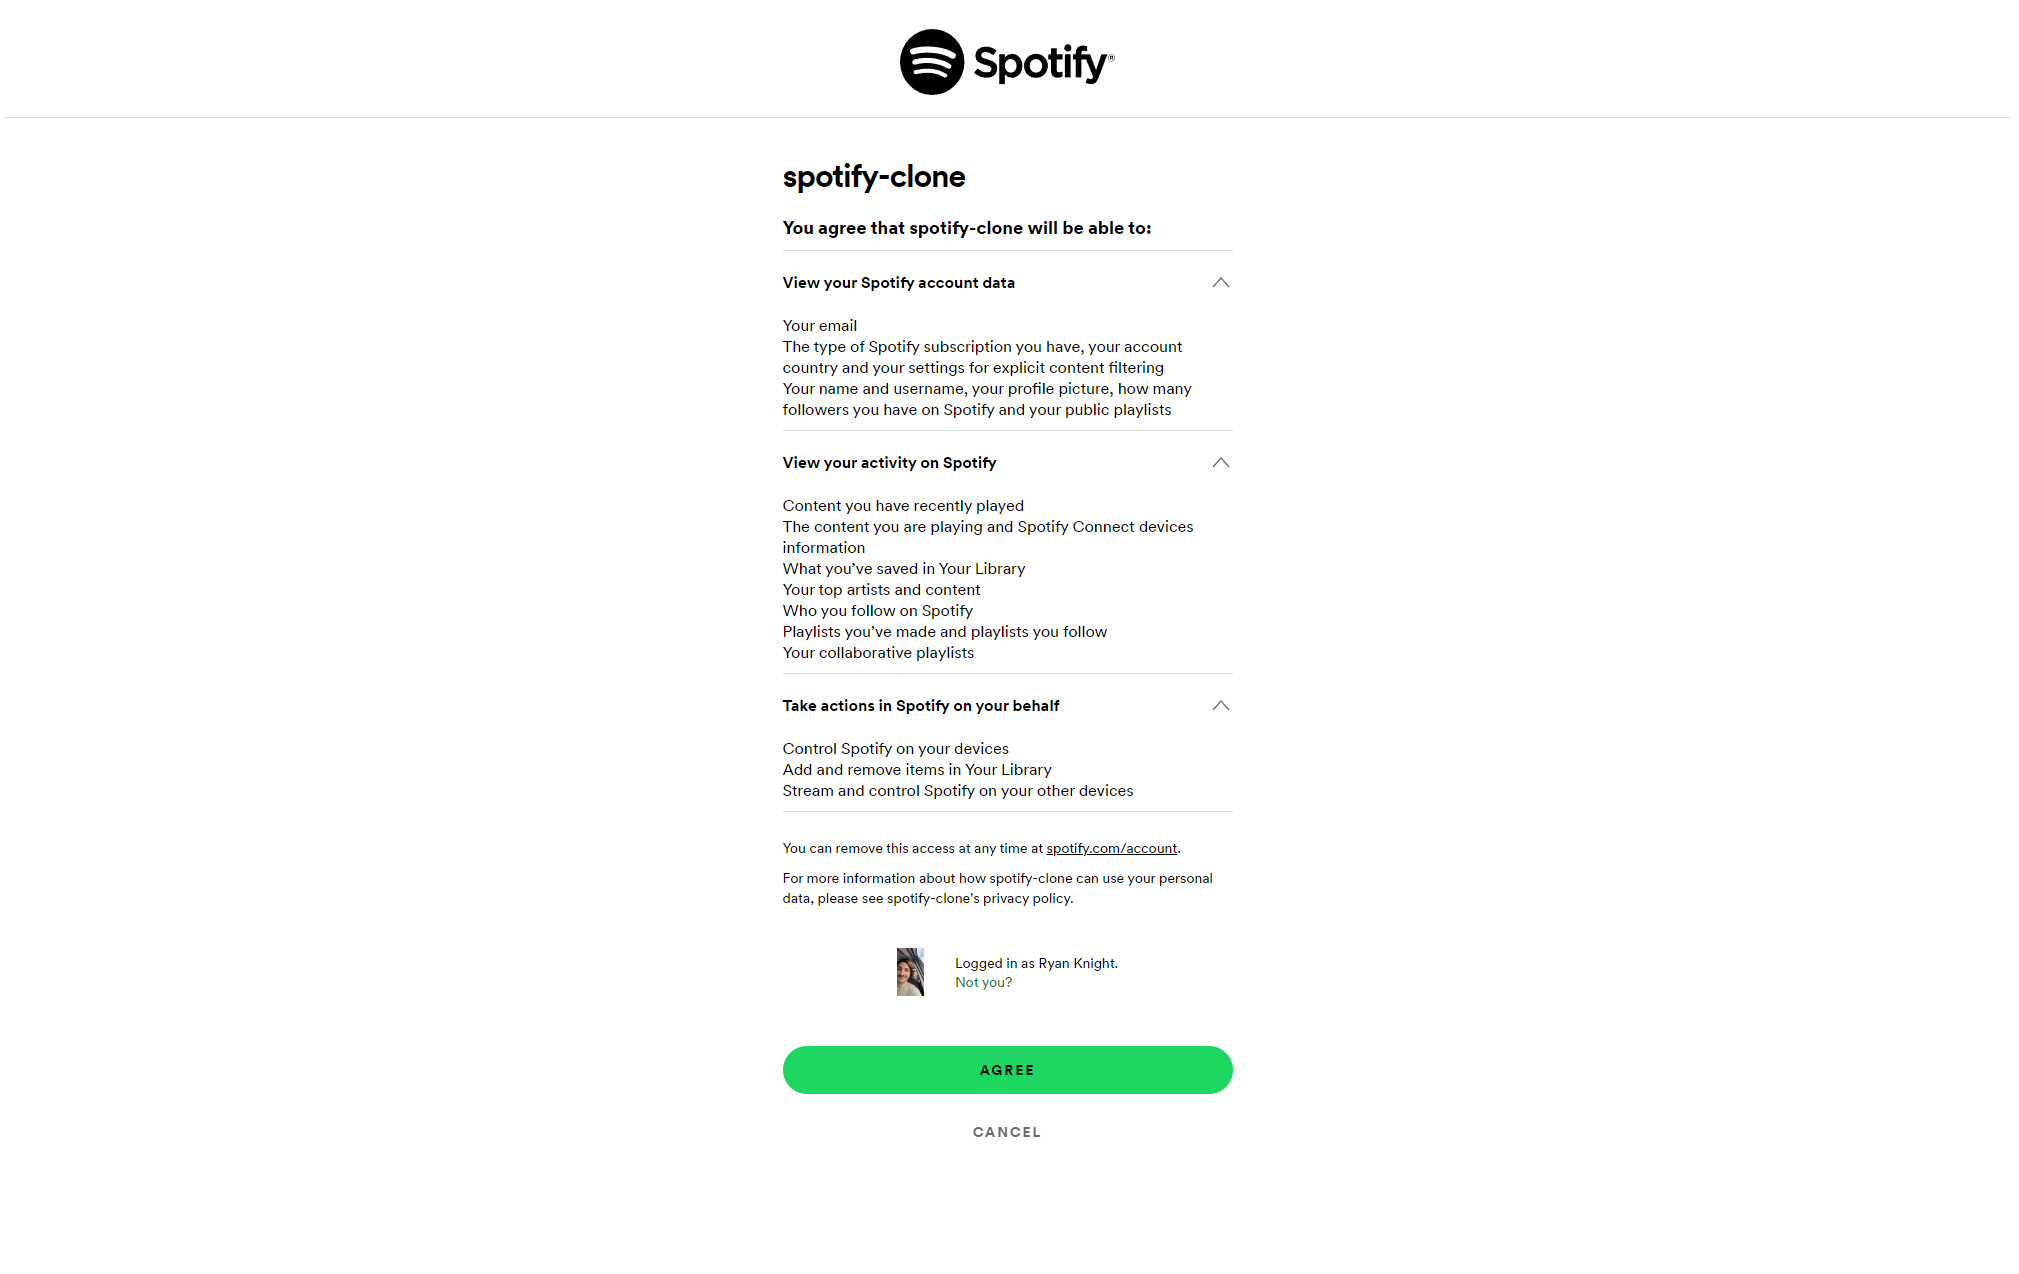 Spotify®
spotify-clone
You agree that spotify-clone will be able to:
View your Spotify account data
Your email
The type of Spotify subscription you have, your account
country and your settings for explicit content filtering
Your name and username, your profile picture, how many
followers you have on Spotify and your public playlists
View your activity on Spotify
Content you have recently played
The content you are playing and Spotify Connect devices
information
What you’ve saved in Your Library
Your top artists and content
Who you follow on Spotify
Playlists you’ve made and playlists you follow
Your collaborative playlists
Take actions in Spotify on your behalf
Control Spotify on your devices
Add and remove items in Your Library
Stream and control Spotify on your other devices
You can remove this access at any time at spotify.com/account.
For more information about how spotify-clone can use your personal
data, please see spotify-clone's privacy policy.
Logged in as Ryan Knight.
Not you?
AGREE
CANCEL